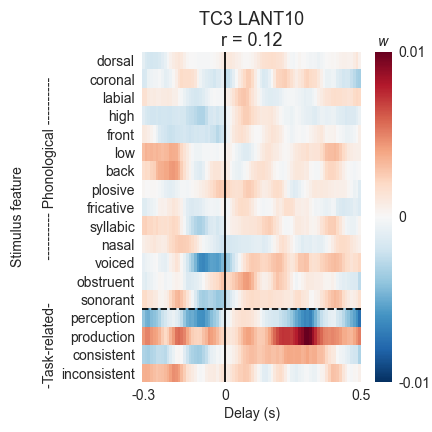 TC3 LANT10
r = 0.12
w
dorsal
coronal
labial
high
front
low
back
plosive
fricative
syllabic
nasal
voiced
obstruent
sonorant
perception
production
consistent
inconsistent
Stimulus feature
---------- Phonological ----------
-Task-related-
-0.3
0
0.5
Delay (s)
0.01
0
-0.01